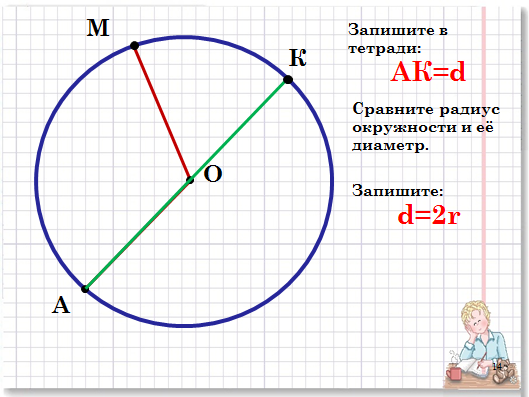 М
К
О
А
Запишите в
тетради:
АК=d
Сравните радиус
окружности и её
диаметр.
Запишите:
d=2r
14